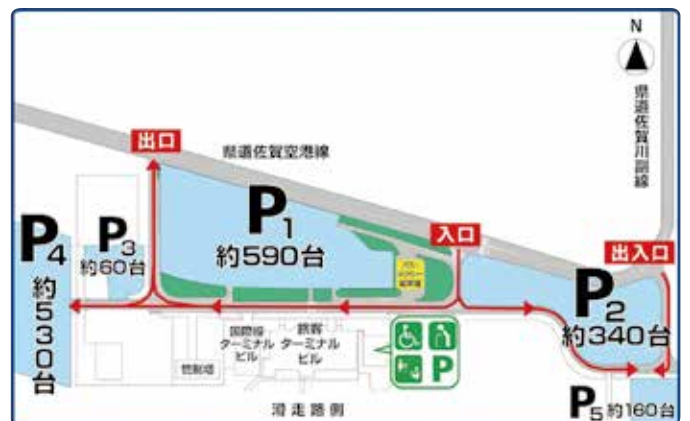 N
県道佐賀川副線
出口
県道佐賀空港線
P1
約590台
入口
出入口
P4
約530台
P3
約60台
P2
約340台
国際線
ターミナル
ビル
旅客
ターミナル
ビル
管制塔
P
滑走路側
P5 約160台